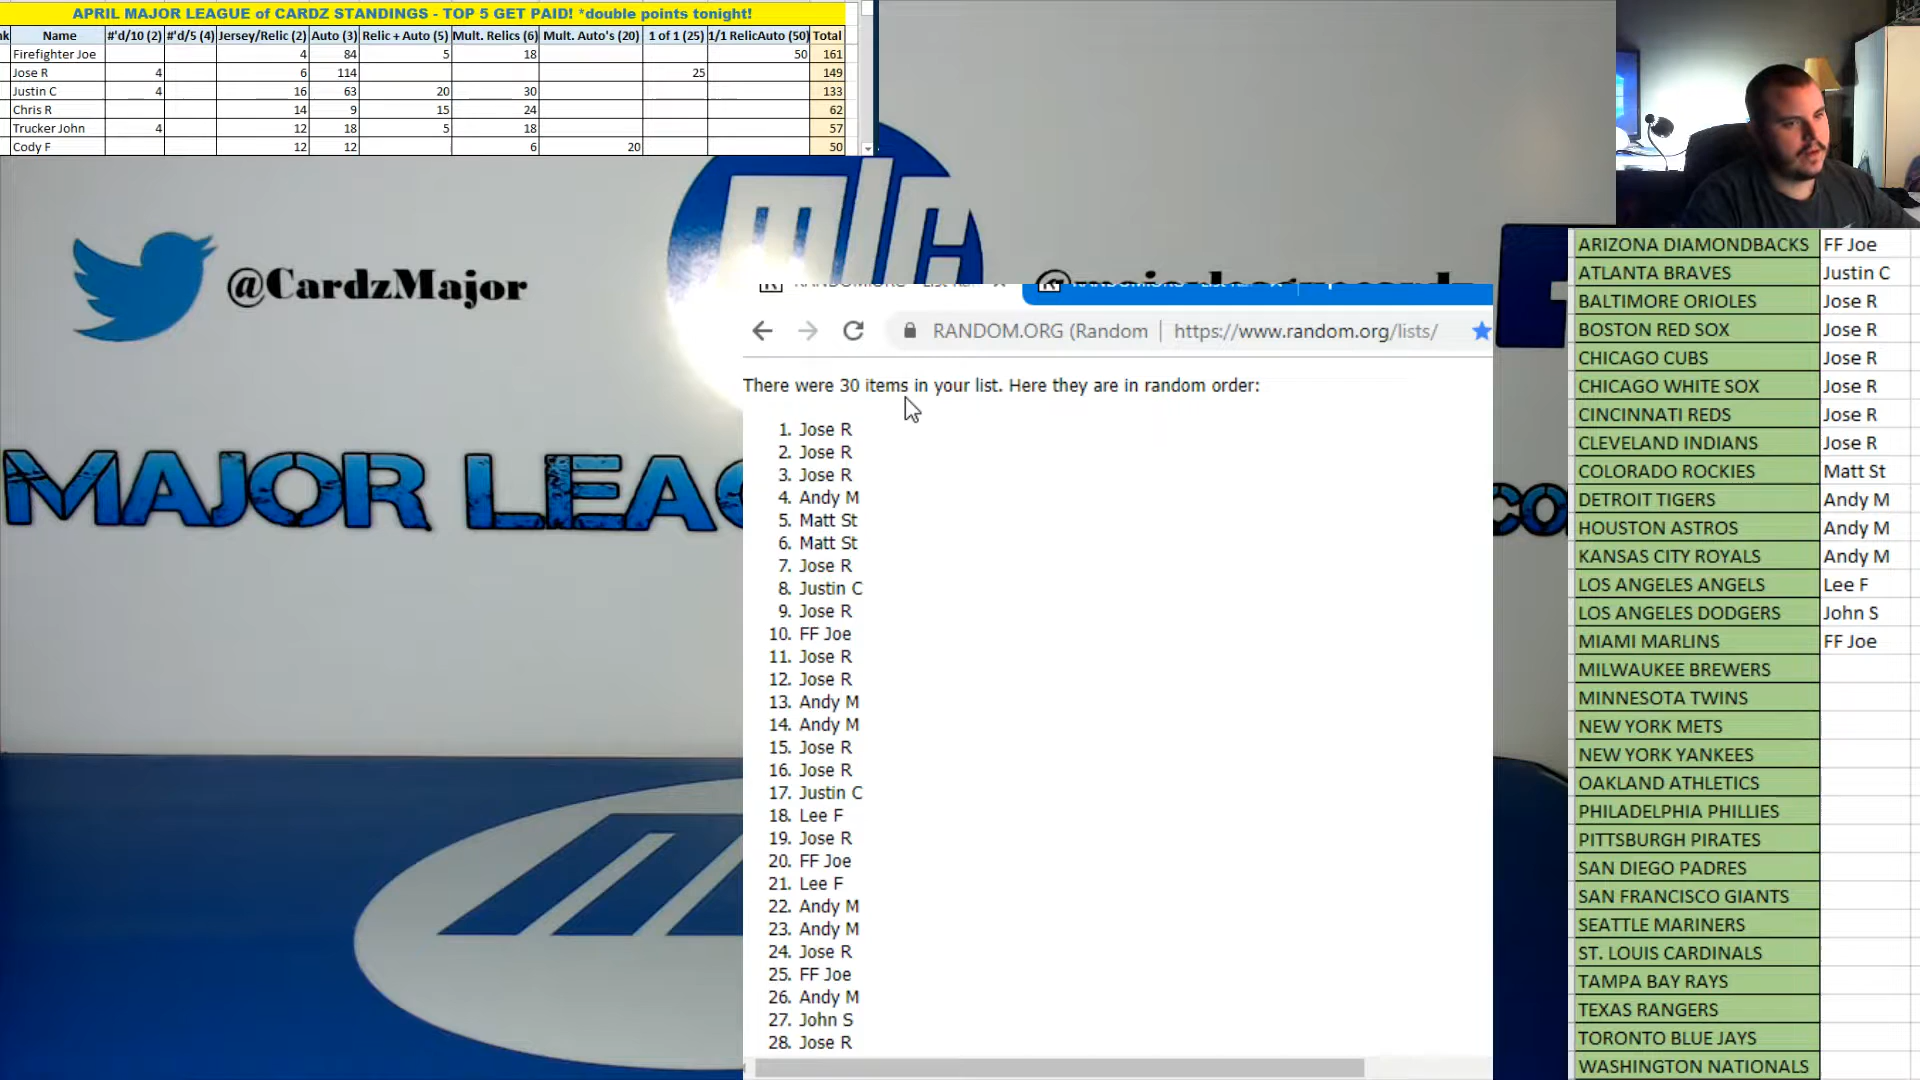 APRIL MAJOR LEAGUE of CARDZ STANDINGS - TOP 5 GET PAID! *double points tonight!
Name #'d/10 (2) #'d/5 (4) Jersey/Relic (2) Auto (3) Relic + Auto (5) Mult. Relics (6) Mult. Auto's (20) 1 of 1 (25) 1/1 RelicAuto (50) Total
Firefighter Joe 4 84 5 18 50 161
Jose R 4 6 114 25 149
Justin C 4 16 63 20 30 133
Chris R 14 9 15 24 62
Trucker John 4 12 18 5 18 57
Cody F 12 12 6 20 50
@CardzMajor
MAJOR LEAG
RANDOM.ORG (Random | https://www.random.org/lists/
There were 30 items in your list. Here they are in random order:
1. Jose R
2. Jose R
3. Jose R
4. Andy M
5. Matt St
6. Matt St
7. Jose R
8. Justin C
9. Jose R
10. FF Joe
11. Jose R
12. Jose R
13. Andy M
14. Andy M
15. Jose R
16. Jose R
17. Justin C
18. Lee F
19. Jose R
20. FF Joe
21. Lee F
22. Andy M
23. Andy M
24. Jose R
25. FF Joe
26. Andy M
27. John S
28. Jose R
ARIZONA DIAMONDBACKS FF Joe
ATLANTA BRAVES Justin C
BALTIMORE ORIOLES Jose R
BOSTON RED SOX Jose R
CHICAGO CUBS Jose R
CHICAGO WHITE SOX Jose R
CINCINNATI REDS Jose R
CLEVELAND INDIANS Jose R
COLORADO ROCKIES Matt St
DETROIT TIGERS Andy M
HOUSTON ASTROS Andy M
KANSAS CITY ROYALS Andy M
LOS ANGELES ANGELS Lee F
LOS ANGELES DODGERS John S
MIAMI MARLINS FF Joe
MILWAUKEE BREWERS
MINNESOTA TWINS
NEW YORK METS
NEW YORK YANKEES
OAKLAND ATHLETICS
PHILADELPHIA PHILLIES
PITTSBURGH PIRATES
SAN DIEGO PADRES
SAN FRANCISCO GIANTS
SEATTLE MARINERS
ST. LOUIS CARDINALS
TAMPA BAY RAYS
TEXAS RANGERS
TORONTO BLUE JAYS
WASHINGTON NATIONALS